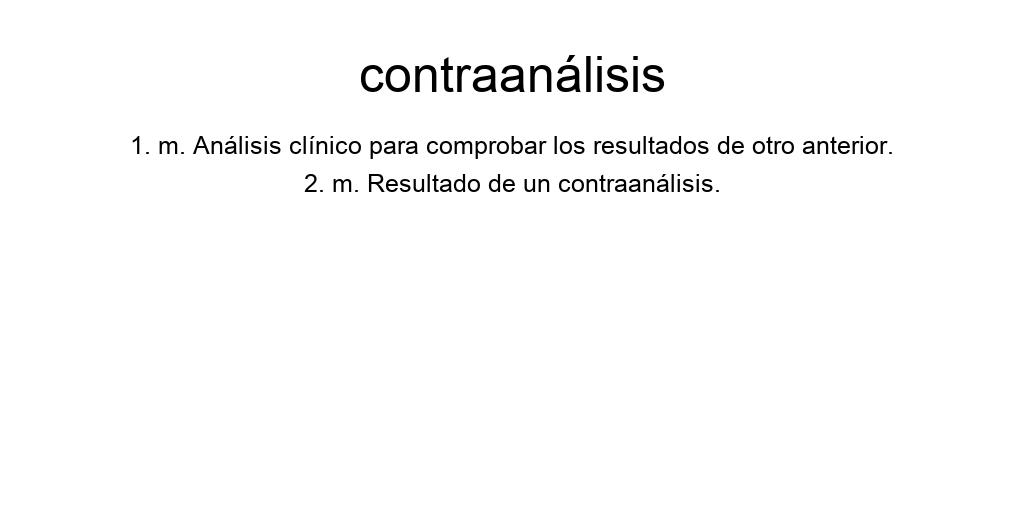 contraanálisis
1. m. Análisis clínico para comprobar los resultados de otro anterior.
2. m. Resultado de un contraanálisis.